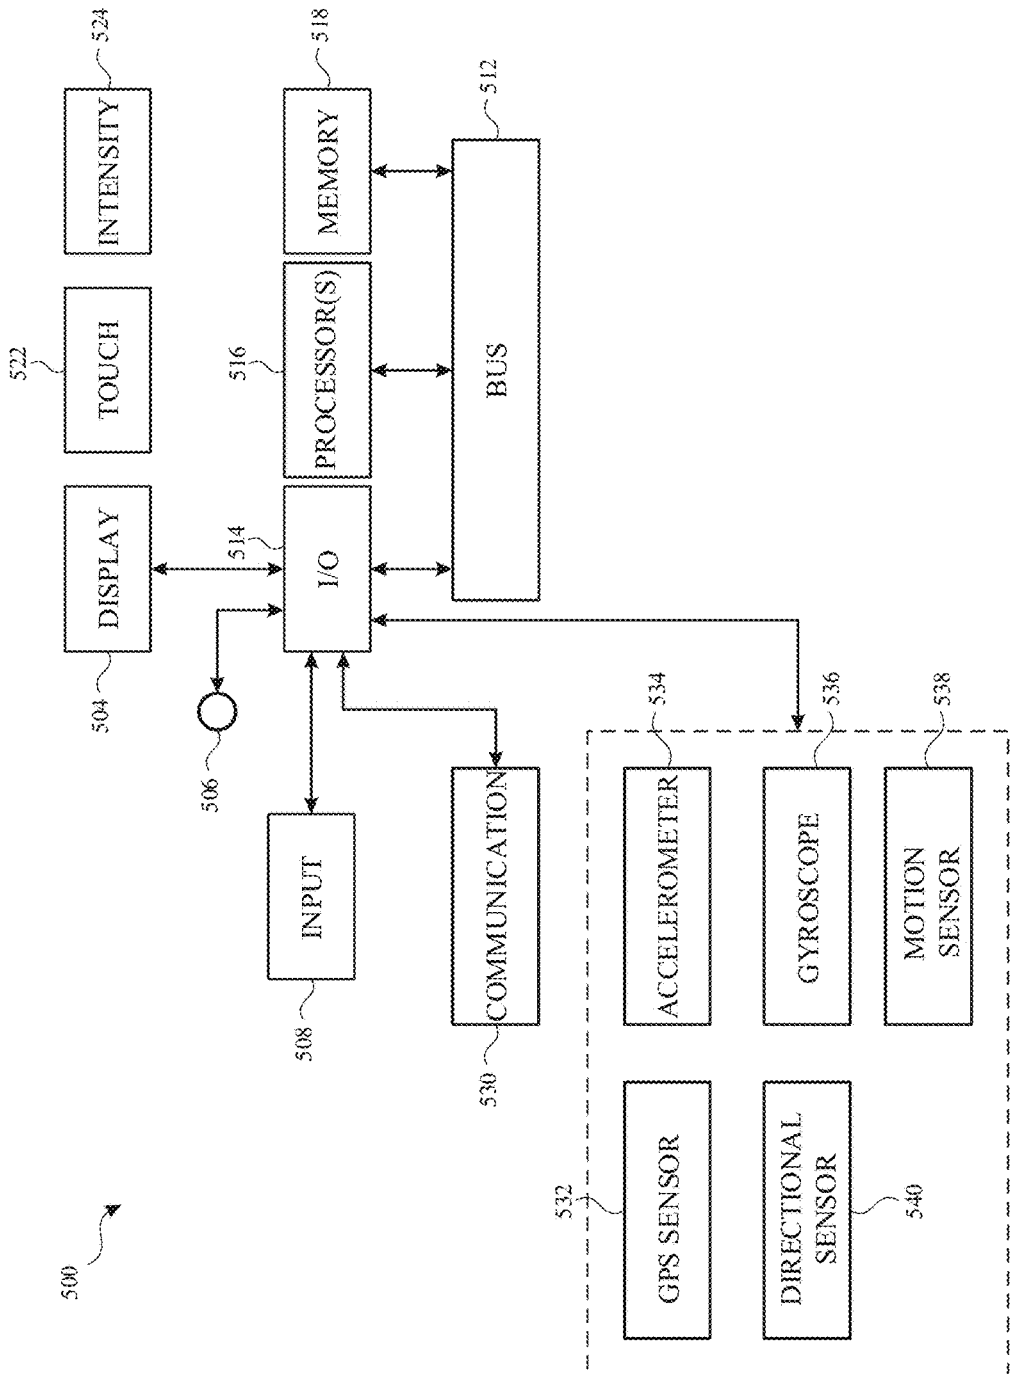 500
532
GPS SENSOR
DIRECTIONAL
SENSOR
540
508
INPUT
530
COMMUNICATION
534
ACCELEROMETER
536
GYROSCOPE
538
MOTION
SENSOR
506
504
DISPLAY
514
I/O
522
TOUCH
516
PROCESSOR(S)
524
INTENSITY
518
MEMORY
512
BUS